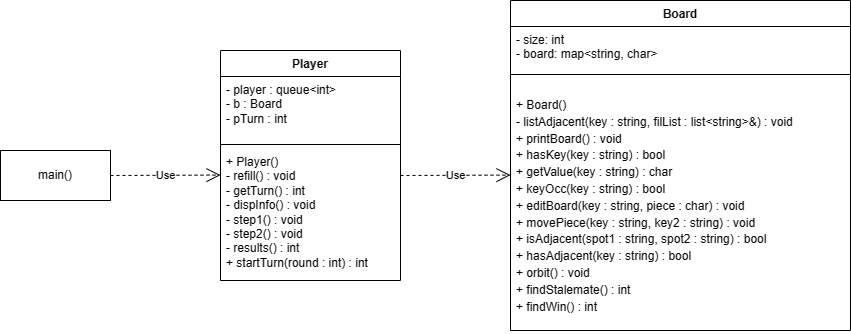 main()
Use
Player
- player : queue<int>
- b : Board
- pTurn : int
+ Player()
- refill() : void
- getTurn() : int
- dispInfo() : void
- step1() : void
- step2() : void
- results() : int
+ startTurn(round : int) : int
Use
Board
- size: int
- board: map<string, char>
+ Board()
- listAdjacent(key : string, filList : list<string>&) : void
+ printBoard() : void
+ hasKey(key : string) : bool
+ getValue(key : string) : char
+ keyOcc(key : string) : bool
+ editBoard(key : string, piece : char) : void
+ movePiece(key : string, key2 : string) : void
+ isAdjacent(spot1 : string, spot2 : string) : bool
+ hasAdjacent(key : string) : bool
+ orbit() : void
+ findStalemate() : int
+ findWin() : int